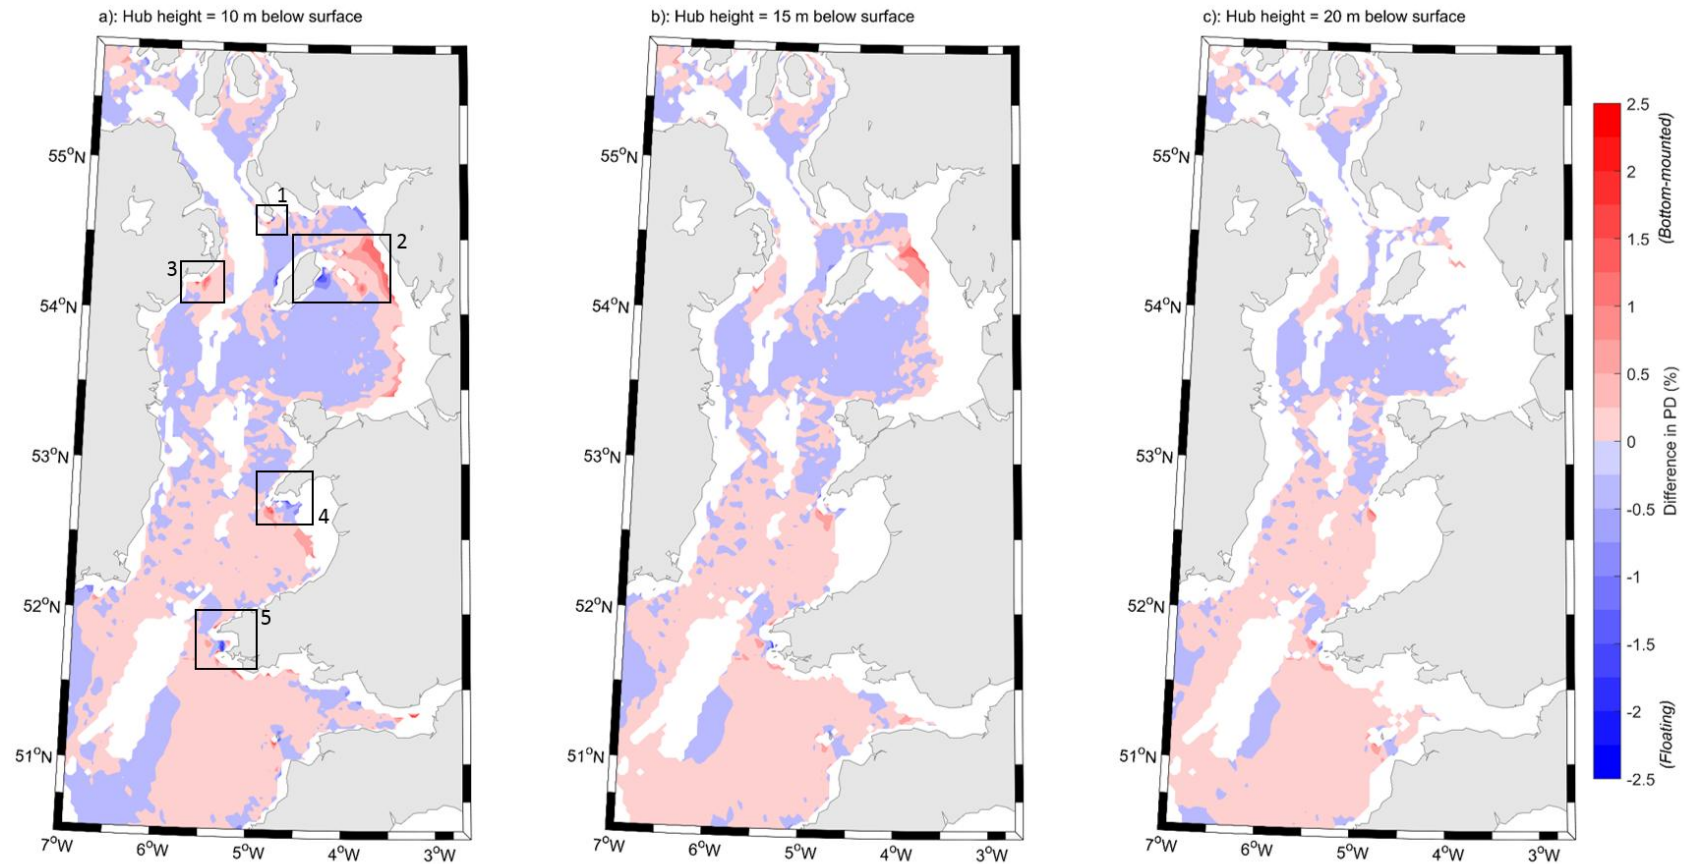 a): Hub height = 10 m below surface
b): Hub height = 15 m below surface
c): Hub height = 20 m below surface
55°N
54°N
53°N
52°N
51°N
7°W
6°W
5°W
4°W
3°W
1
2
3
4
5
55°N
54°N
53°N
52°N
51°N
7°W
6°W
5°W
4°W
3°W
55°N
54°N
53°N
52°N
51°N
7°W
6°W
5°W
4°W
3°W
2.5
2
1.5
1
0.5
0
-0.5
-1
-1.5
-2
-2.5
(Bottom-mounted)
Difference in PD (%)
(Floating)